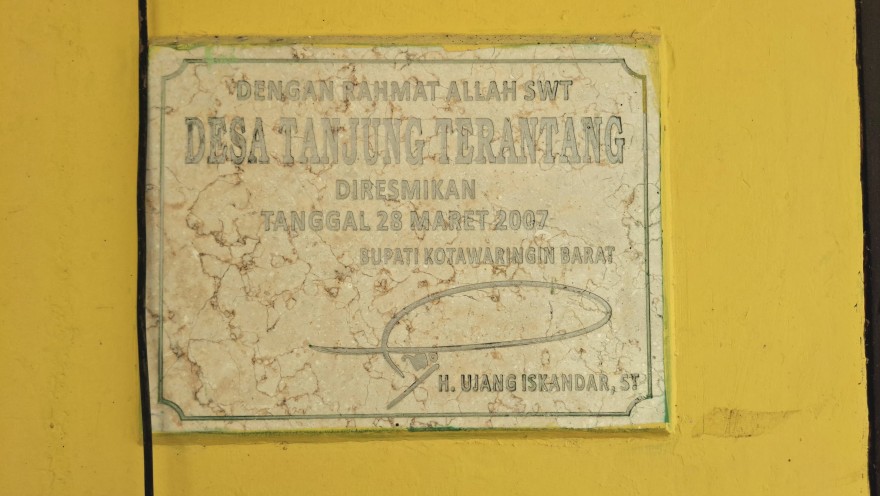 DENGAN RAHMAT ALLAH SWT
DESA TANJUNG TERANTANG
DIRESMIKAN
TANGGAL 28 MARET 2007
BUPATI KOTAWARINGIN BARAT
H. UJANG ISKANDAR, ST